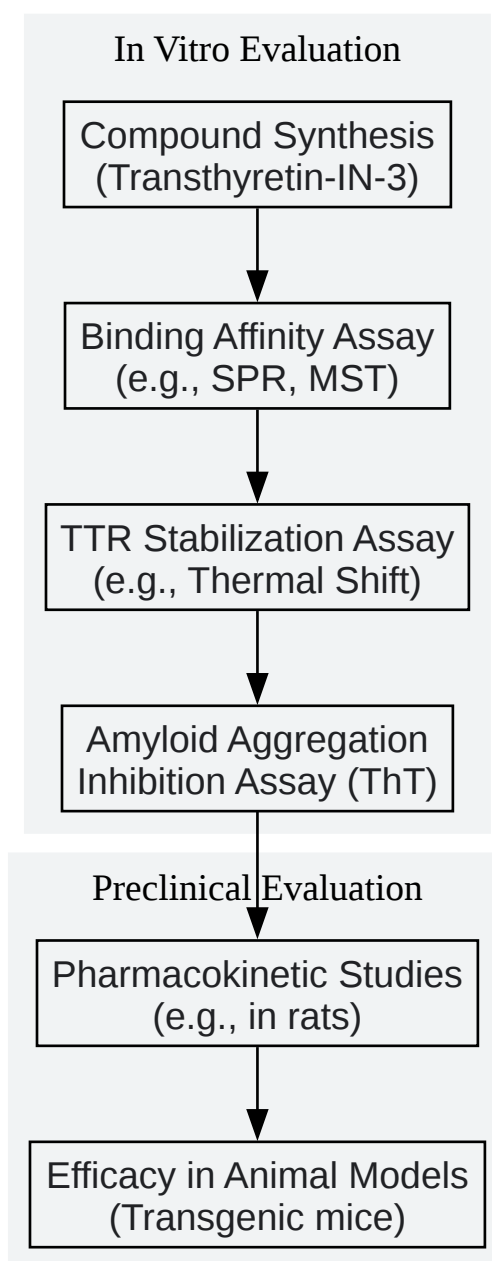 In Vitro Evaluation
Compound Synthesis
(Transthyretin-IN-3)
Binding Affinity Assay
(e.g., SPR, MST)
TTR Stabilization Assay
(e.g., Thermal Shift)
Amyloid Aggregation
Inhibition Assay (ThT)
Preclinical Evaluation
Pharmacokinetic Studies
(e.g., in rats)
Efficacy in Animal Models
(Transgenic mice)